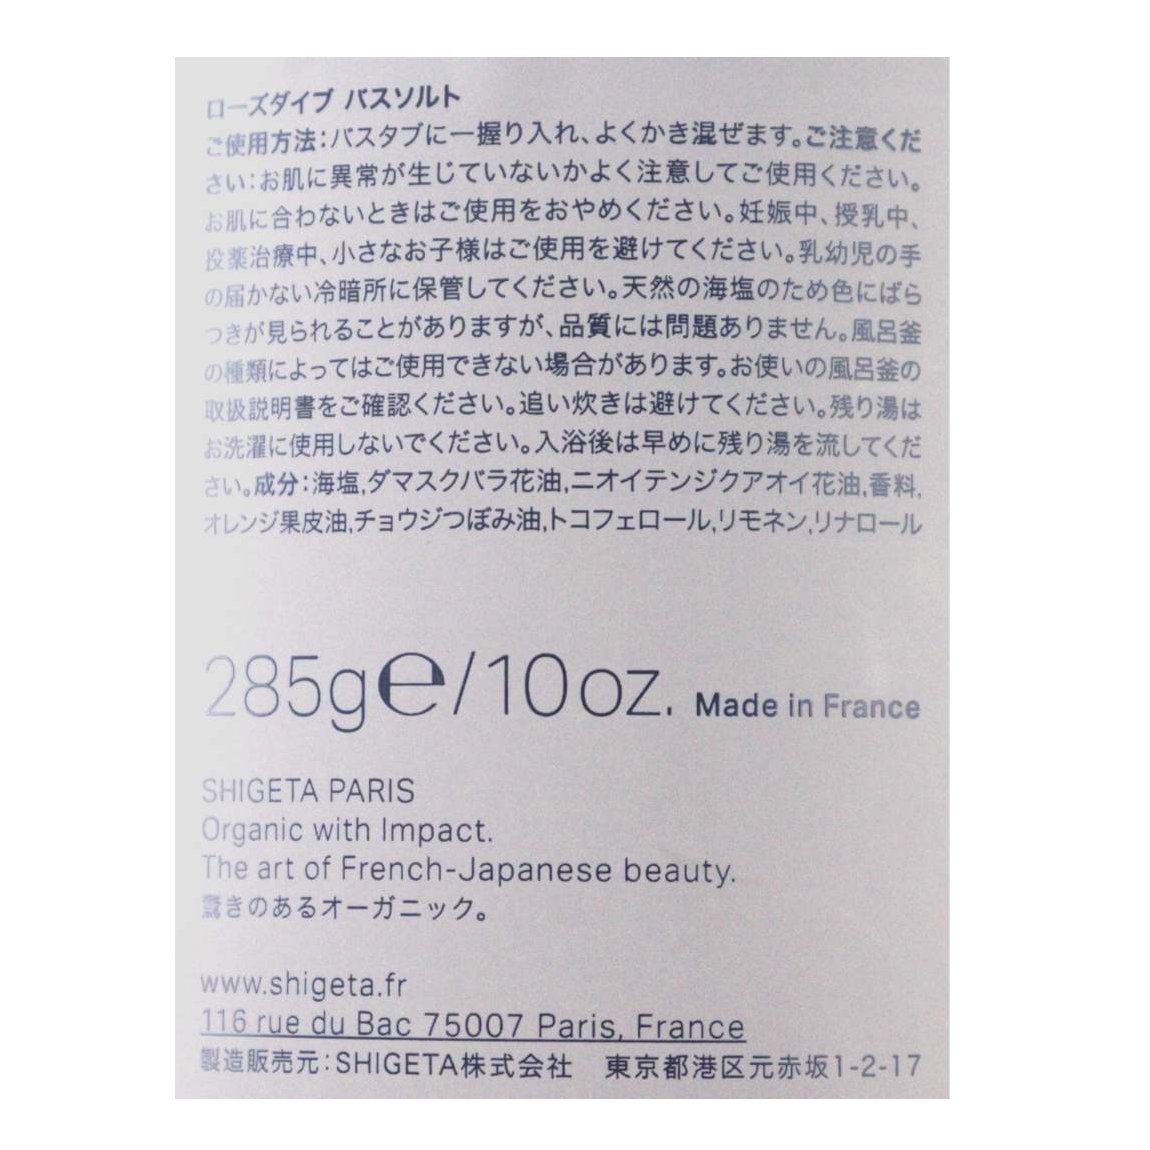 ローズダイブ バスソルト
ご使用方法：バスタブに一握り入れ、よくかき混ぜます。ご注意くだ
さい：お肌に異常が生じていないかよく注意してご使用ください。
お肌に合わないときはご使用をおやめください。妊娠中、授乳中、
投薬治療中、小さなお子様はご使用を避けてください。乳幼児の手
の届かない冷暗所に保管してください。天然の海塩のため色にばら
つきが見られることがありますが、品質には問題ありません。風呂釜
の種類によってはご使用できない場合があります。お使いの風呂釜の
取扱説明書をご確認ください。追い炊きは避けてください。残り湯は
お洗濯に使用しないでください。入浴後は早めに残り湯を流してくだ
さい。成分：海塩,ダマスクバラ花油,ニオイテンジクアオイ花油,香料,
オレンジ果皮油,チョウジつぼみ油,トコフェロール,リモネン,リナロール
285g℮/10oz. Made in France
SHIGETA PARIS
Organic with Impact.
The art of French-Japanese beauty.
驚きのあるオーガニック。
www.shigeta.fr
116 rue du Bac 75007 Paris, France
製造販売元：SHIGETA株式会社 東京都港区元赤坂1-2-17